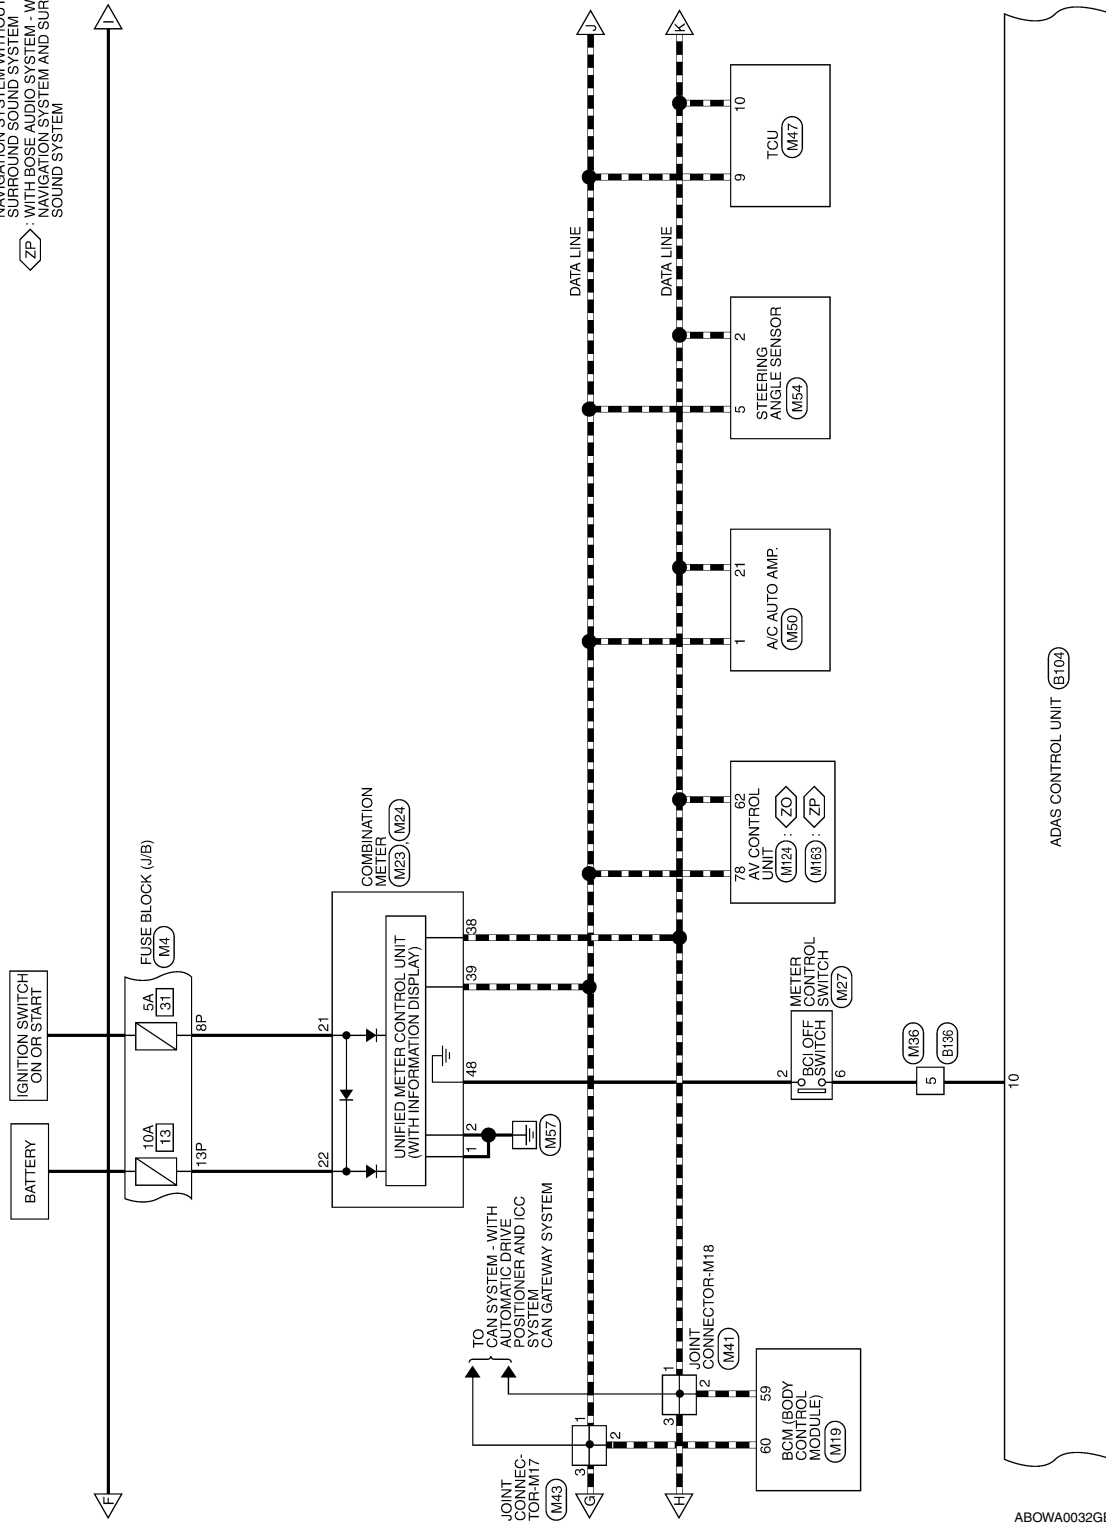 NAVIGATION SYSTEM WITHOUT
SURROUND SOUND SYSTEM
ZP : WITH BOSE AUDIO SYSTEM - W
NAVIGATION SYSTEM AND SUR
SOUND SYSTEM
F
I
IGNITION SWITCH
ON OR START
BATTERY
FUSE BLOCK (J/B)
M4
5A
31
10A
13
8P
13P
21
22
COMBINATION
METER
M23 , M24
UNIFIED METER CONTROL UNIT
(WITH INFORMATION DISPLAY)
1
2
48
39
38
M57
TO
CAN SYSTEM - WITH
AUTOMATIC DRIVE
POSITIONER AND ICC
SYSTEM
CAN GATEWAY SYSTEM
G
J
DATA LINE
H
K
DATA LINE
JOINT
CONNEC-
TOR-M17
M43
3
1
2
JOINT
CONNECTOR-M18
M41
3
1
2
60
59
BCM (BODY
CONTROL
MODULE)
M19
METER
CONTROL
SWITCH
M27
2
BCI OFF
SWITCH
6
M36
B136
5
10
78
62
AV CONTROL
UNIT
M124 : ZO
M163 : ZP
1
21
A/C AUTO AMP.
M50
5
2
STEERING
ANGLE SENSOR
M54
9
10
TCU
M47
ADAS CONTROL UNIT B104